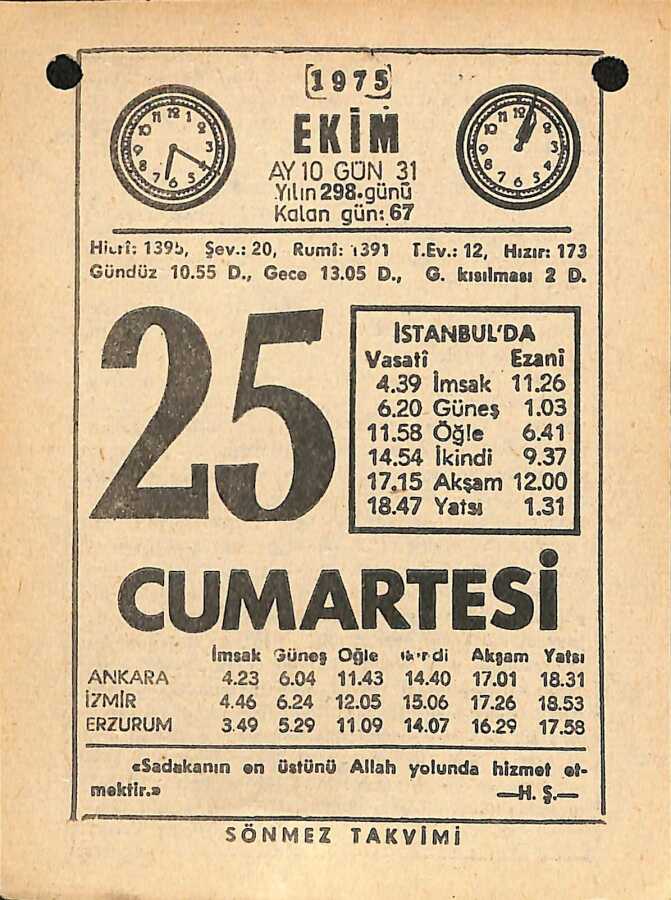 [1975]
EKİM
AY 10 GÜN 31
Yılın 298.günü
Kalan gün: 67
Hicrî: 1395, Şev.: 20, Rumî: 1391 T.Ev.: 12, Hızır: 173
Gündüz 10.55 D., Gece 13.05 D., G. kısılması 2 D.
25
İSTANBUL'DA
Vasatî Ezanî
4.39 İmsak 11.26
6.20 Güneş 1.03
11.58 Öğle 6.41
14.54 İkindi 9.37
17.15 Akşam 12.00
18.47 Yatsı 1.31
CUMARTESİ
İmsak Güneş Öğle İkindi Akşam Yatsı
ANKARA 4.23 6.04 11.43 14.40 17.01 18.31
İZMİR 4.46 6.24 12.05 15.06 17.26 18.53
ERZURUM 3.49 5.29 11.09 14.07 16.29 17.58
«Sadakanın en üstünü Allah yolunda hizmet et-
mektir.» —H. Ş.—
SÖNMEZ TAKVİMİ